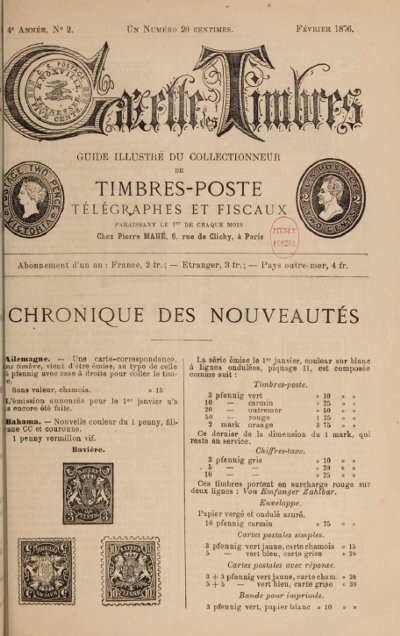 4e ANNÉE, No 2.
UN NUMÉRO 20 CENTIMES.
FÉVRIER 1876.
Gazette des Timbres
GUIDE ILLUSTRÉ DU COLLECTIONNEUR
DE
TIMBRES-POSTE
TÉLÉGRAPHES ET FISCAUX
PARAISSANT LE 1er DE CHAQUE MOIS
Chez Pierre MAHÉ, 9, rue de Clichy, à Paris
MVSÉE
POSTAL
Abonnement d'un an : France, 2 fr.; — Etranger, 3 fr.; — Pays outre-mer, 4 fr.
CHRONIQUE DES NOUVEAUTÉS
Allemagne. — Une carte-correspondance,
sans timbre, vient d'être émise, au type de celle
5 pfennig avec case à droite pour coller le tim-
bre.
Sans valeur, chamois. » 15
L'émission annoncée pour le 1er janvier n'a
pas encore été faite.
Bahama. — Nouvelle couleur du 1 penny, fili-
grane CC et couronne.
1 penny vermillon vif.
Bavière.
La série émise le 1er janvier, couleur sur blanc
à lignes ondulées, piquage 11, est composée
comme suit :
Timbres-poste.
3 pfennig vert » 10 » »
10 — carmin » 25 » »
20 — outremer » 50 » »
50 — rouge 1 25 » »
2 mark orange 3 75 » »
Ce dernier de la dimension du 1 mark, qui
reste en service.
Chiffres-taxe.
3 pfennig gris » 10 » »
5 — — » 20 » »
10 — — » 25 » »
Ces timbres portent en surcharge rouge sur
deux lignes : Vom Empfänger Zahlbar.
Enveloppe.
Papier vergé et ondulé azuré.
10 pfennig carmin » 25 » »
Cartes postales simples.
3 pfennig vert jaune, carte chamois » 15
5 — vert bleu, carte grise » 20
Cartes postales avec réponse.
3 + 3 pfennig vert jaune, carte cham. » 25
5 + 5 — vert bleu, carte grise » 30
Bande pour imprimés.
3 pfennig vert, papier blanc » 10 » »